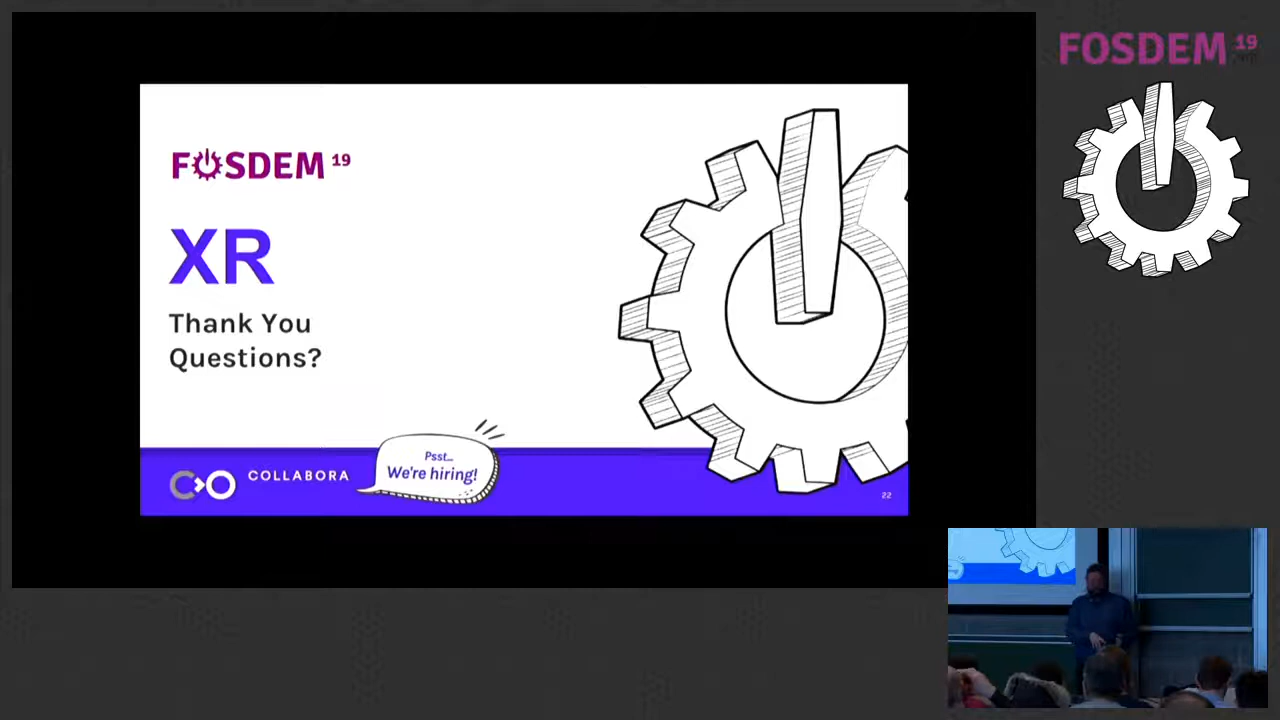 FOSDEM 19
XR
Thank You
Questions?
COLLABORA
Psst...
We're hiring!
22
FOSDEM 19